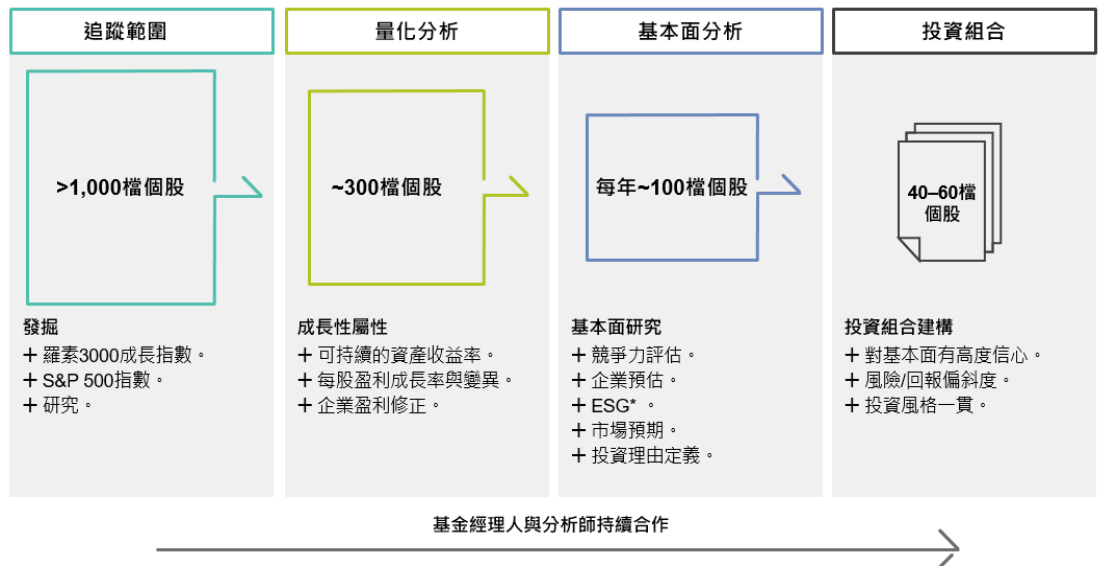 追蹤範圍
量化分析
基本面分析
投資組合
>1,000檔個股
~300檔個股
每年~100檔個股
40–60檔
個股
發掘
+ 羅素3000成長指數。
+ S&P 500指數。
+ 研究。
成長性屬性
+ 可持續的資產收益率。
+ 每股盈利成長率與變異。
+ 企業盈利修正。
基本面研究
+ 競爭力評估。
+ 企業預估。
+ ESG* 。
+ 市場預期。
+ 投資理由定義。
投資組合建構
+ 對基本面有高度信心。
+ 風險/回報偏斜度。
+ 投資風格一貫。
基金經理人與分析師持續合作